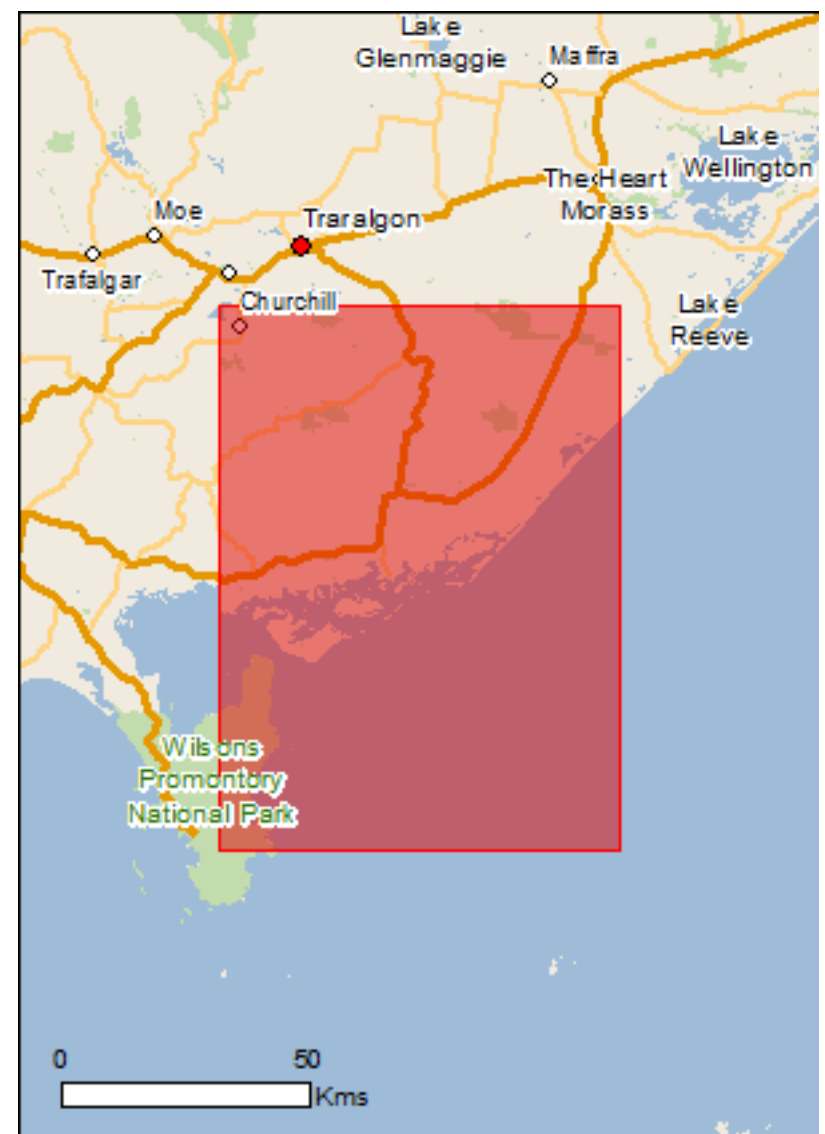 Lake
Glenmaggie
Maffra
Lake
Wellington
The Heart
Morass
Moe
Traralgon
Trafalgar
Churchill
Lake
Reeve
Wilsons
Promontory
National Park
0 50
Kms